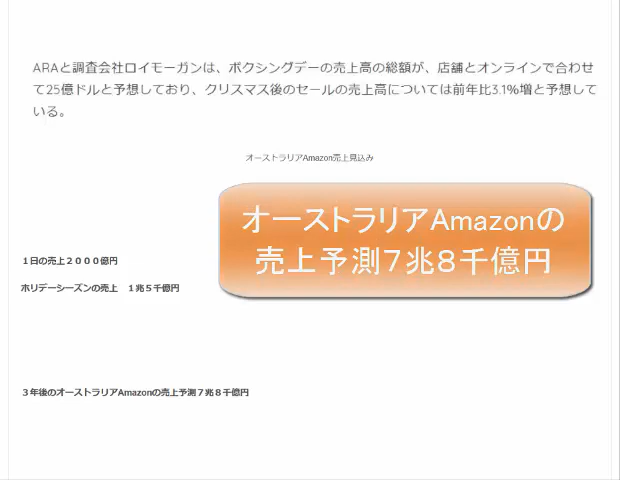 ARAと調査会社ロイモーガンは、ボクシングデーの売上高の総額が、店舗とオンラインで合わせ
て25億ドルと予想しており、クリスマス後のセールの売上高については前年比3.1%増と予想して
いる。
オーストラリアAmazon売上見込み
オーストラリアAmazonの
売上予測７兆８千億円
１日の売上２０００億円
ホリデーシーズンの売上　１兆５千億円
３年後のオーストラリアAmazonの売上予測７兆８千億円